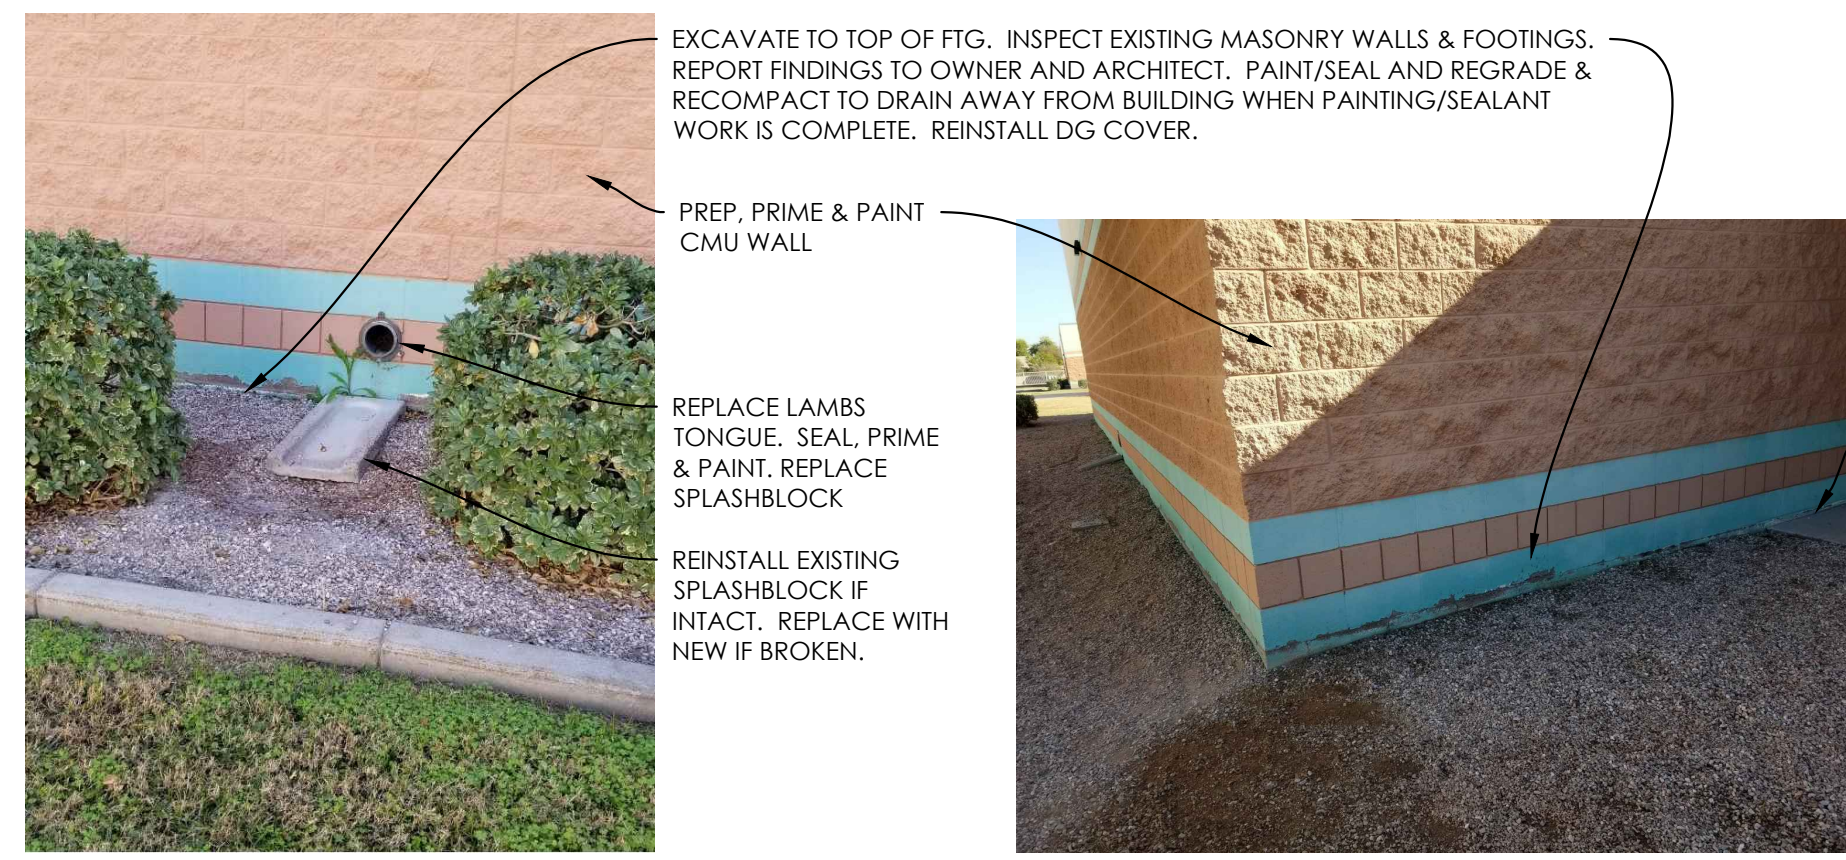 EXCAVATE TO TOP OF FTG. INSPECT EXISTING MASONRY WALLS & FOOTINGS.
REPORT FINDINGS TO OWNER AND ARCHITECT. PAINT/SEAL AND REGRADE &
RECOMPACT TO DRAIN AWAY FROM BUILDING WHEN PAINTING/SEALANT
WORK IS COMPLETE. REINSTALL DG COVER.
PREP, PRIME & PAINT
CMU WALL
REPLACE LAMBS
TONGUE. SEAL, PRIME
& PAINT. REPLACE
SPLASHBLOCK
REINSTALL EXISTING
SPLASHBLOCK IF
INTACT. REPLACE WITH
NEW IF BROKEN.